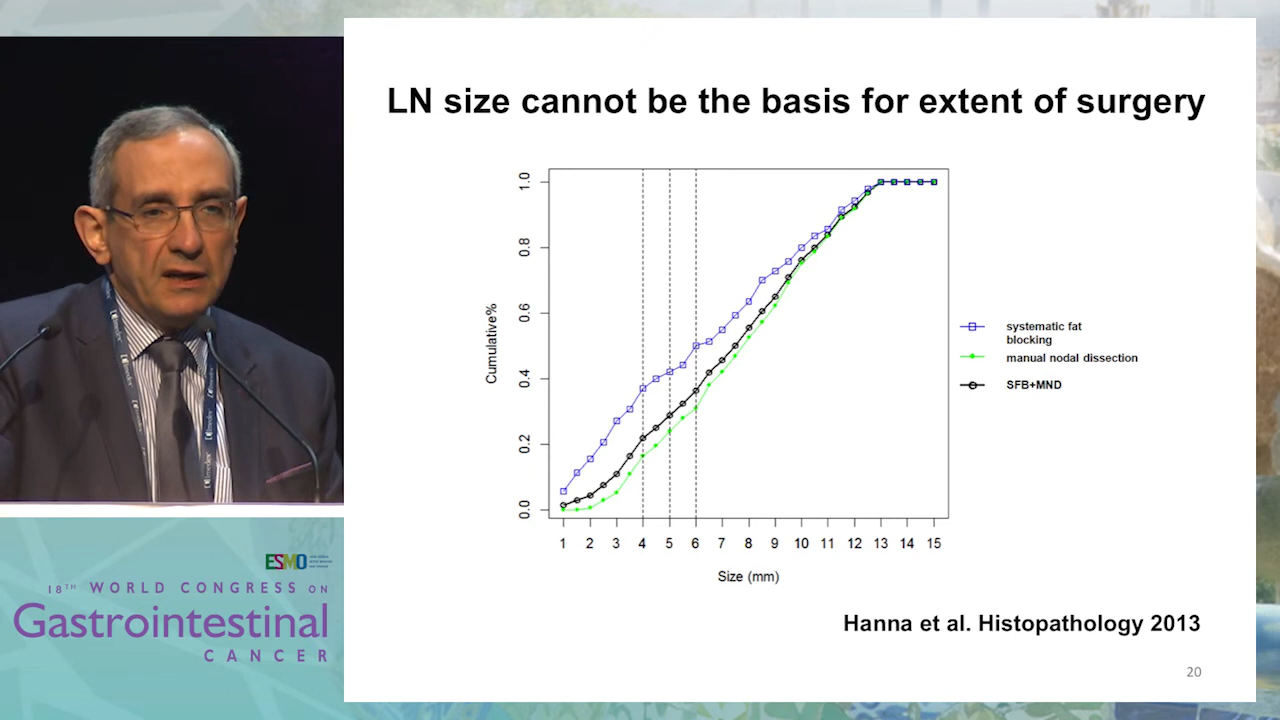 LN size cannot be the basis for extent of surgery
Cumulative%
1.0
0.8
0.6
0.4
0.2
0.0
1 2 3 4 5 6 7 8 9 10 11 12 13 14 15
Size (mm)
systematic fat
blocking
manual nodal dissection
SFB+MND
Hanna et al. Histopathology 2013
20
ESMO
18TH WORLD CONGRESS ON
Gastrointestinal
CANCER